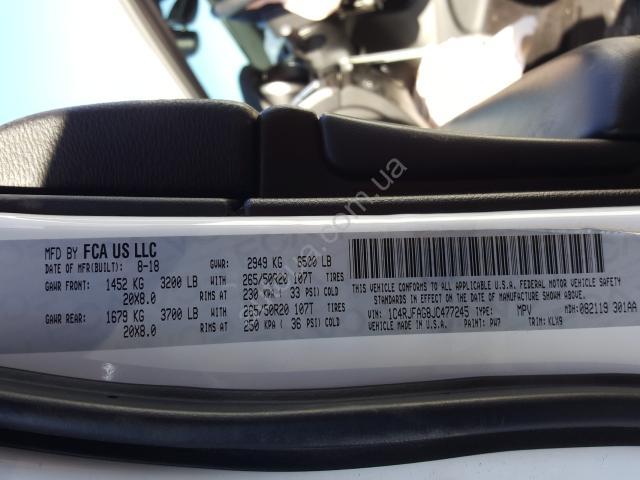 MFD BY FCA US LLC
DATE OF MFR(BUILT): 8-18 GVWR: 2949 KG 6500 LB
GAWR FRONT: 1452 KG 3200 LB WITH 265/50R20 107T TIRES
20X8.0 RIMS AT 230 KPA ( 33 PSI) COLD
GAWR REAR: 1679 KG 3700 LB WITH 265/50R20 107T TIRES
20X8.0 RIMS AT 250 KPA ( 36 PSI) COLD
THIS VEHICLE CONFORMS TO ALL APPLICABLE U.S.A. FEDERAL MOTOR VEHICLE
STANDARDS IN EFFECT ON THE DATE OF MANUFACTURE SHOWN ABOVE.
VIN: 1C4RJFAG8JC477245 TYPE: MPV MDH: 082119 301AA
VEHICLE MADE IN U.S.A. PAINT: PW7 TRIM: KLX9